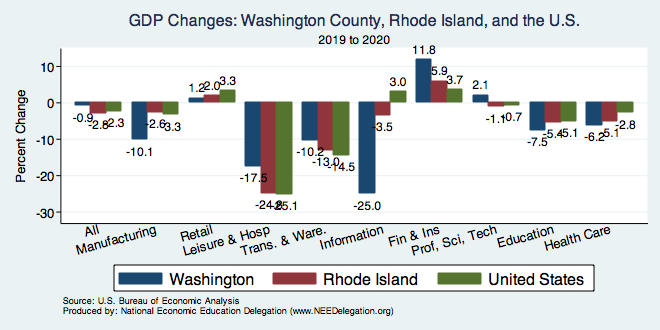 GDP Changes: Washington County, Rhode Island, and the U.S.
2019 to 2020
Percent Change
10
0
-10
-20
-30
-0.9
-2.8
-2.3
-10.1
-2.6
-3.3
1.2
2.0
3.3
-17.5
-25.1
-10.2
-13.0
-14.5
-25.0
-3.5
3.0
11.8
5.9
3.7
2.1
-1.1
-0.7
-7.5
-5.4
-5.1
-6.2
-5.1
-2.8
All
Manufacturing
Retail
Leisure & Hosp
Trans. & Ware.
Information
Fin & Ins
Prof, Sci, Tech
Education
Health Care
Washington
Rhode Island
United States
Source: U.S. Bureau of Economic Analysis
Produced by: National Economic Education Delegation (www.NEEDelegation.org)